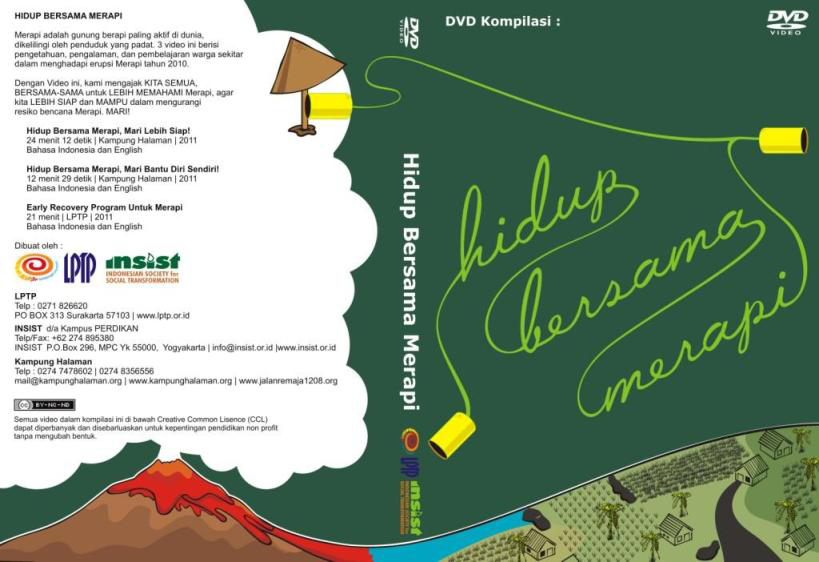 HIDUP BERSAMA MERAPI
Merapi adalah gunung berapi paling aktif di dunia,
dikelilingi oleh penduduk yang padat. 3 video ini berisi
pengetahuan, pengalaman, dan pembelajaran warga sekitar
dalam menghadapi erupsi Merapi tahun 2010.
Dengan Video ini, kami mengajak KITA SEMUA,
BERSAMA-SAMA untuk LEBIH MEMAHAMI Merapi, agar
kita LEBIH SIAP dan MAMPU dalam mengurangi
resiko bencana Merapi. MARI!
Hidup Bersama Merapi, Mari Lebih Siap!
24 menit 12 detik | Kampung Halaman | 2011
Bahasa Indonesia dan English
Hidup Bersama Merapi, Mari Bantu Diri Sendiri!
12 menit 29 detik | Kampung Halaman | 2011
Bahasa Indonesia dan English
Early Recovery Program Untuk Merapi
21 menit | LPTP | 2011
Bahasa Indonesia dan English
Dibuat oleh :
LPTP
insist
INDONESIAN SOCIETY for
SOCIAL TRANSFORMATION
LPTP
Telp : 0271 826620
PO BOX 313 Surakarta 57103 | www.lptp.or.id
INSIST d/a Kampus PERDIKAN
Telp/Fax: +62 274 895380
INSIST P.O.Box 296, MPC Yk 55000, Yogyakarta | info@insist.or.id |www.insist.or.id
Kampung Halaman
Telp : 0274 7478602 | 0274 8356556
mail@kampunghalaman.org | www.kampunghalaman.org | www.jalanremaja1208.org
cc BY-NC-ND
Semua video dalam kompilasi ini di bawah Creative Common Lisence (CCL)
dapat diperbanyak dan disebarluaskan untuk kepentingan pendidikan non profit
tanpa mengubah bentuk.
DVD
VIDEO
Hidup Bersama Merapi
LPTP
insist
INDONESIAN SOCIETY for
SOCIAL TRANSFORMATION
DVD Kompilasi :
DVD
VIDEO
hidup
bersama
merapi